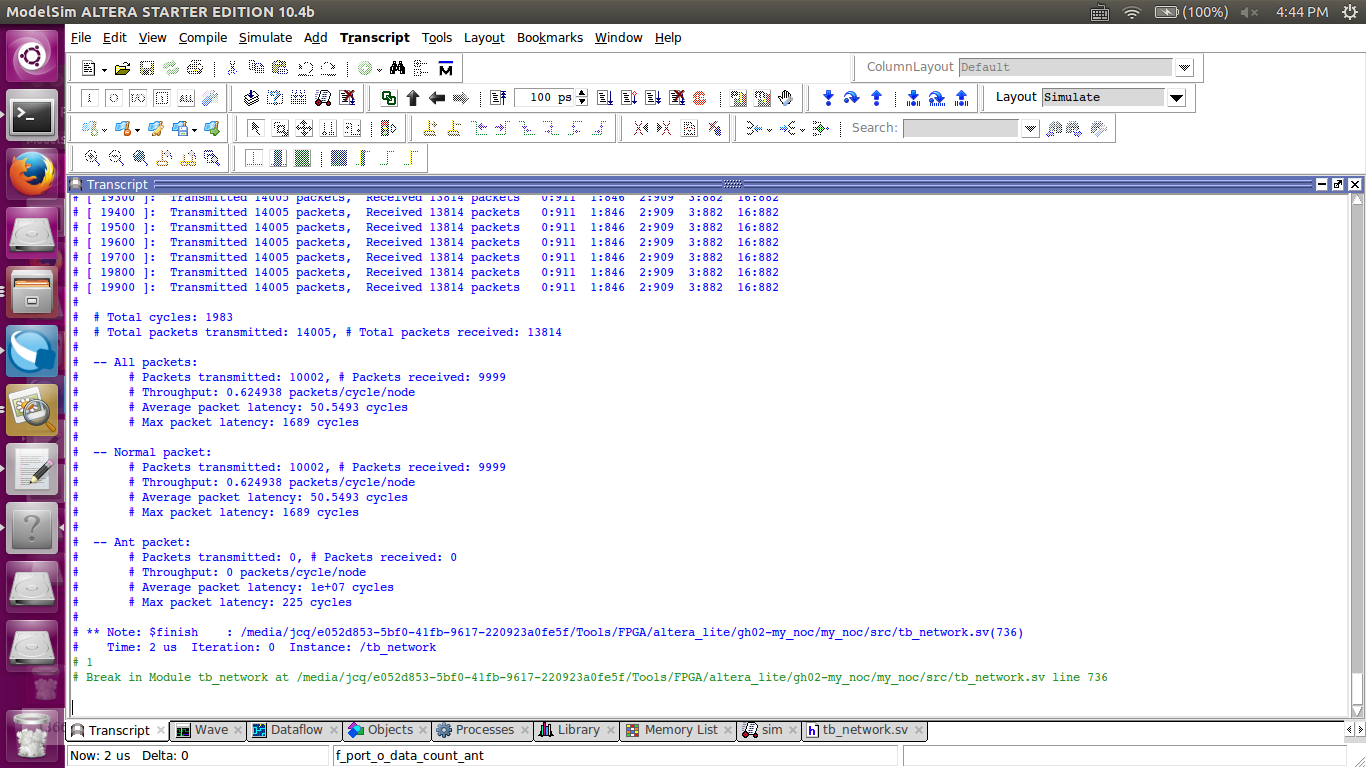 ModelSim ALTERA STARTER EDITION 10.4b
(100%) 4:44 PM
File Edit View Compile Simulate Add Transcript Tools Layout Bookmarks Window Help
ColumnLayout Default
100 ps Layout Simulate
Search:
Transcript
# [ 19300 ]: Transmitted 14005 packets, Received 13814 packets 0:911 1:846 2:909 3:882 16:882
# [ 19400 ]: Transmitted 14005 packets, Received 13814 packets 0:911 1:846 2:909 3:882 16:882
# [ 19500 ]: Transmitted 14005 packets, Received 13814 packets 0:911 1:846 2:909 3:882 16:882
# [ 19600 ]: Transmitted 14005 packets, Received 13814 packets 0:911 1:846 2:909 3:882 16:882
# [ 19700 ]: Transmitted 14005 packets, Received 13814 packets 0:911 1:846 2:909 3:882 16:882
# [ 19800 ]: Transmitted 14005 packets, Received 13814 packets 0:911 1:846 2:909 3:882 16:882
# [ 19900 ]: Transmitted 14005 packets, Received 13814 packets 0:911 1:846 2:909 3:882 16:882
#
# # Total cycles: 1983
# # Total packets transmitted: 14005, # Total packets received: 13814
#
# -- All packets:
# # Packets transmitted: 10002, # Packets received: 9999
# # Throughput: 0.624938 packets/cycle/node
# # Average packet latency: 50.5493 cycles
# # Max packet latency: 1689 cycles
#
# -- Normal packet:
# # Packets transmitted: 10002, # Packets received: 9999
# # Throughput: 0.624938 packets/cycle/node
# # Average packet latency: 50.5493 cycles
# # Max packet latency: 1689 cycles
#
# -- Ant packet:
# # Packets transmitted: 0, # Packets received: 0
# # Throughput: 0 packets/cycle/node
# # Average packet latency: 1e+07 cycles
# # Max packet latency: 225 cycles
#
# ** Note: $finish : /media/jcq/e052d853-5bf0-41fb-9617-220923a0fe5f/Tools/FPGA/altera_lite/gh02-my_noc/my_noc/src/tb_network.sv(736)
# Time: 2 us Iteration: 0 Instance: /tb_network
# 1
# Break in Module tb_network at /media/jcq/e052d853-5bf0-41fb-9617-220923a0fe5f/Tools/FPGA/altera_lite/gh02-my_noc/my_noc/src/tb_network.sv line 736
Transcript Wave Dataflow Objects Processes Library Memory List sim tb_network.sv
Now: 2 us Delta: 0 f_port_o_data_count_ant